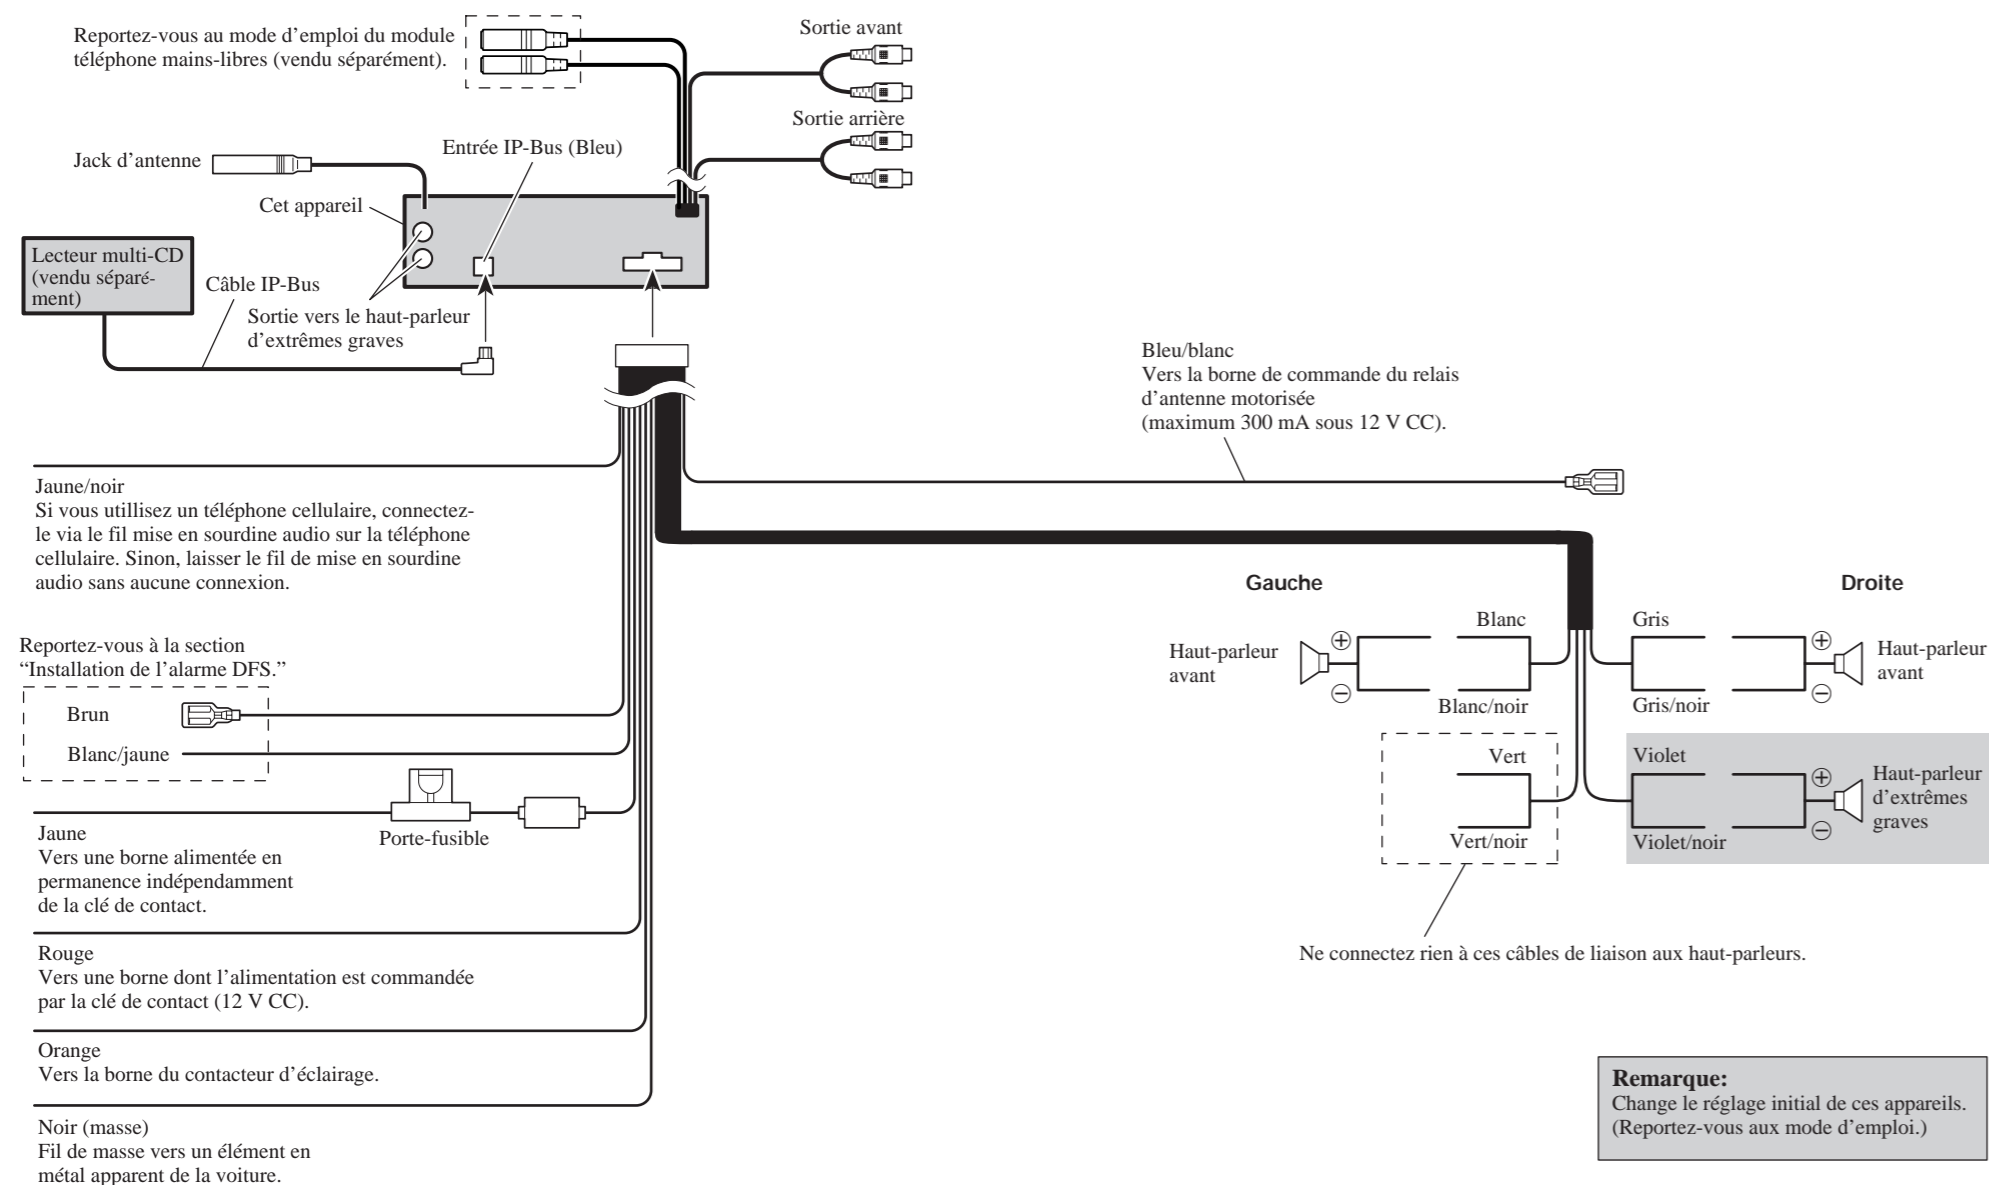 Reportez-vous au mode d’emploi du module
téléphone mains-libres (vendu séparément).
Sortie avant
Sortie arrière
Jack d’antenne
Entrée IP-Bus (Bleu)
Cet appareil
Lecteur multi-CD
(vendu séparé-
ment)
Câble IP-Bus
Sortie vers le haut-parleur
d’extrêmes graves
Bleu/blanc
Vers la borne de commande du relais
d’antenne motorisée
(maximum 300 mA sous 12 V CC).
Jaune/noir
Si vous utilisez un téléphone cellulaire, connectez-
le via le fil mise en sourdine audio sur la téléphone
cellulaire. Sinon, laisser le fil de mise en sourdine
audio sans aucune connexion.
Reportez-vous à la section
“Installation de l’alarme DFS.”
Brun
Blanc/jaune
Porte-fusible
Jaune
Vers une borne alimentée en
permanence indépendamment
de la clé de contact.
Rouge
Vers une borne dont l’alimentation est commandée
par la clé de contact (12 V CC).
Orange
Vers la borne du contacteur d’éclairage.
Noir (masse)
Fil de masse vers un élément en
métal apparent de la voiture.
Gauche
Droite
Haut-parleur
avant
⊕
⊖
Blanc
Blanc/noir
Gris
Gris/noir
⊕
⊖
Haut-parleur
avant
Vert
Vert/noir
Violet
Violet/noir
⊕
⊖
Haut-parleur
d’extrêmes
graves
Ne connectez rien à ces câbles de liaison aux haut-parleurs.
Remarque:
Change le réglage initial de ces appareils.
(Reportez-vous aux mode d’emploi.)